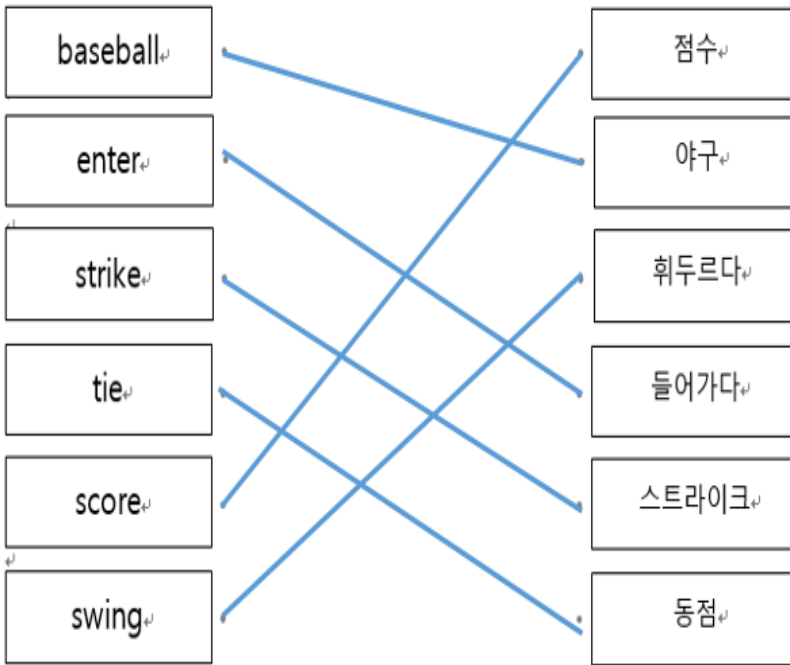 baseball 점수
enter 야구
strike 휘두르다
tie 들어가다
score 스트라이크
swing 동점